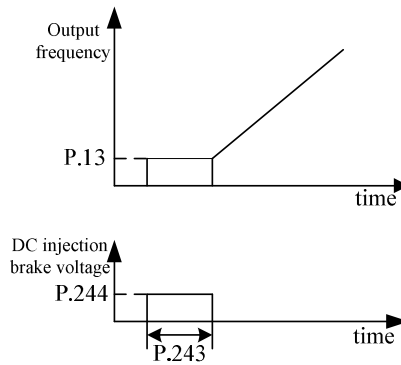 Output
frequency
P.13
time
DC injection
brake voltage
P.244
time
P.243